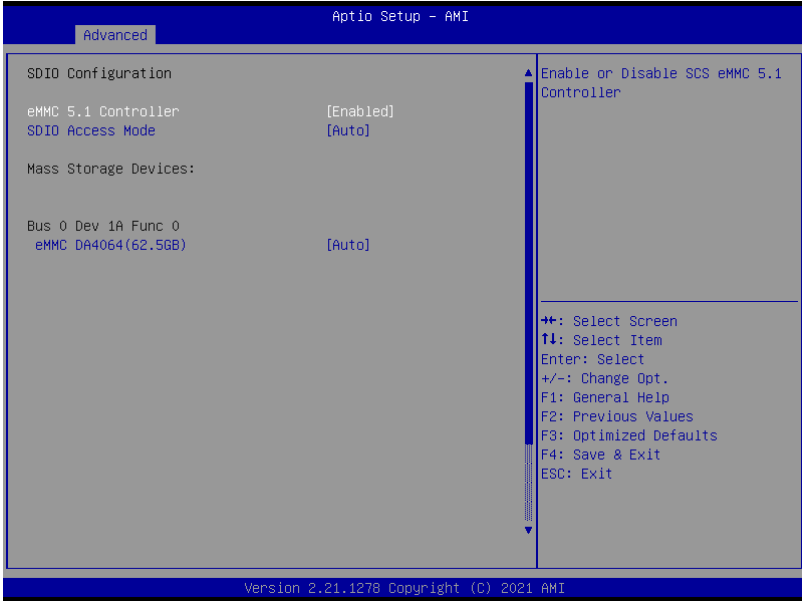 Aptio Setup – AMI
Advanced
SDIO Configuration
eMMC 5.1 Controller [Enabled]
SDIO Access Mode [Auto]
Mass Storage Devices:
Bus 0 Dev 1A Func 0
eMMC DA4064(62.5GB) [Auto]
Enable or Disable SCS eMMC 5.1
Controller
→←: Select Screen
↑↓: Select Item
Enter: Select
+/-: Change Opt.
F1: General Help
F2: Previous Values
F3: Optimized Defaults
F4: Save & Exit
ESC: Exit
Version 2.21.1278 Copyright (C) 2021 AMI